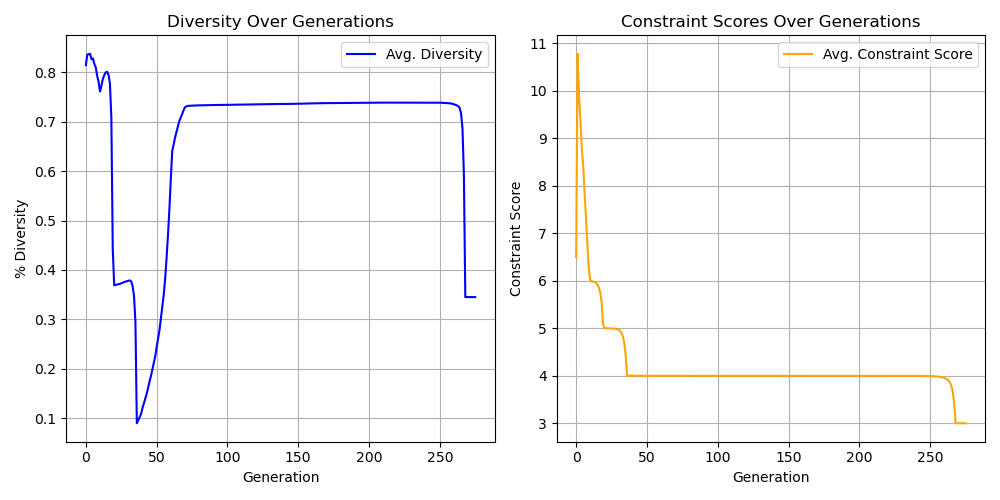 Diversity Over Generations
Avg. Diversity
% Diversity
0.8
0.7
0.6
0.5
0.4
0.3
0.2
0.1
0 50 100 150 200 250
Generation
Constraint Scores Over Generations
Avg. Constraint Score
Constraint Score
11
10
9
8
7
6
5
4
3
0 50 100 150 200 250
Generation